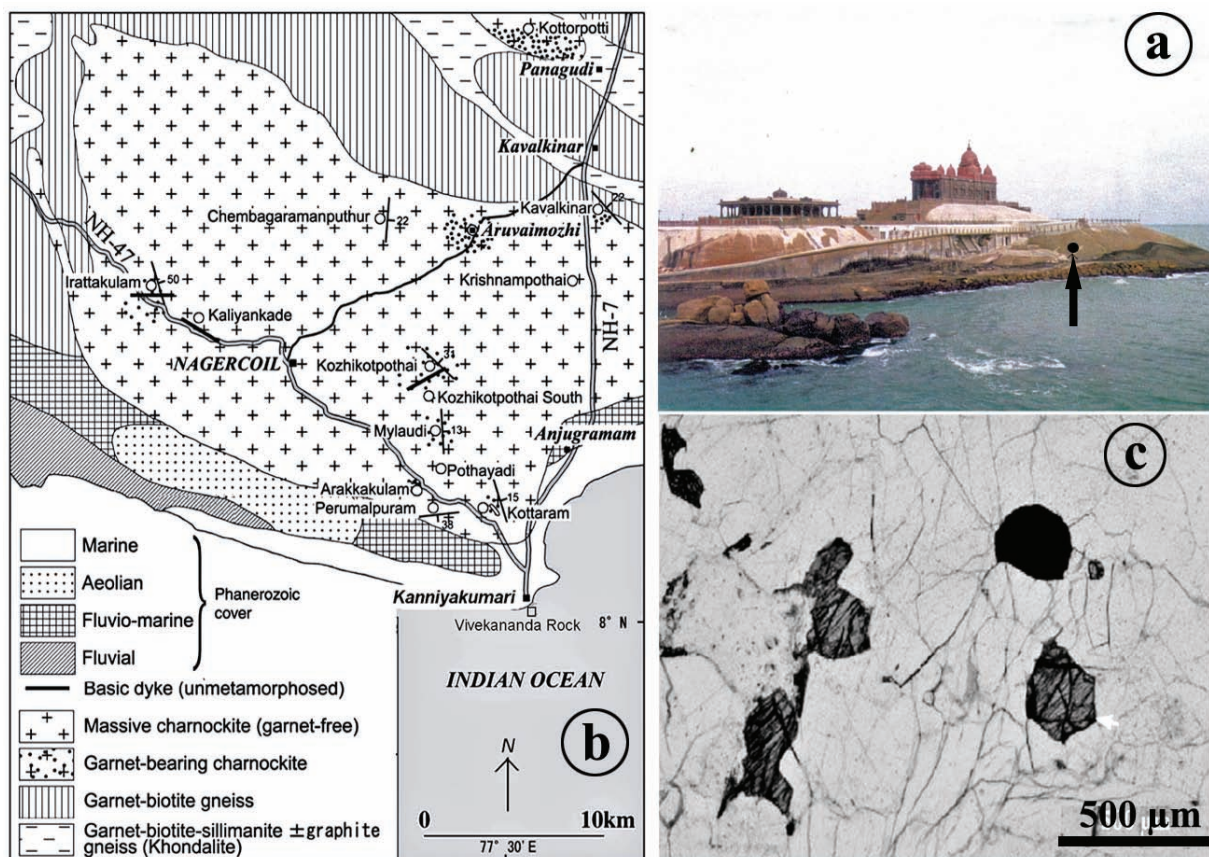 Kottorpotti
Panagudi
Kavalkinar
Kavalkinar
22
Chembagaramanputhur
22
Aruvaimozhi
NH-47
Irattakulam
50
Krishnampothai
Kaliyankade
NH-7
NAGERCOIL
Kozhikotpothai
31
Kozhikotpothai South
Mylaudi
13
Anjugramam
Pothayadi
Arakkakulam
15
Perumalpuram
38
Kottaram
Kanniyakumari
Vivekananda Rock
8° N
INDIAN OCEAN
N
0 10km
77° 30' E
b
Marine
Aeolian
Fluvio-marine
Fluvial
Phanerozoic
cover
Basic dyke (unmetamorphosed)
Massive charnockite (garnet-free)
Garnet-bearing charnockite
Garnet-biotite gneiss
Garnet-biotite-sillimanite ±graphite
gneiss (Khondalite)
a
c
500 µm